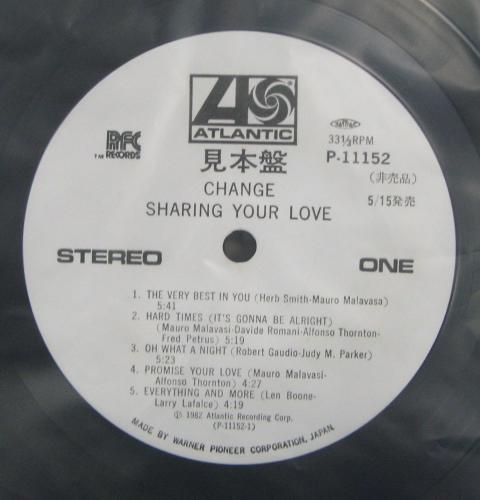 ATLANTIC
RFC
TM RECORDS
33⅓RPM
見本盤
P-11152
(非売品)
CHANGE
5/15発売
SHARING YOUR LOVE
STEREO
ONE
1. THE VERY BEST IN YOU (Herb Smith-Mauro Malavasa)
5:41
2. HARD TIMES (IT'S GONNA BE ALRIGHT)
(Mauro Malavasi-Davide Romani-Alfonso Thornton-
Fred Petrus) 5:19
3. OH WHAT A NIGHT (Robert Gaudio-Judy M. Parker)
5:23
4. PROMISE YOUR LOVE (Mauro Malavasi-
Alfonso Thornton) 4:27
5. EVERYTHING AND MORE (Len Boone-
Larry Lafalce) 4:19
Ⓟ 1982 Atlantic Recording Corp.
(P-11152-1)
MADE BY WARNER PIONEER CORPORATION, JAPAN.